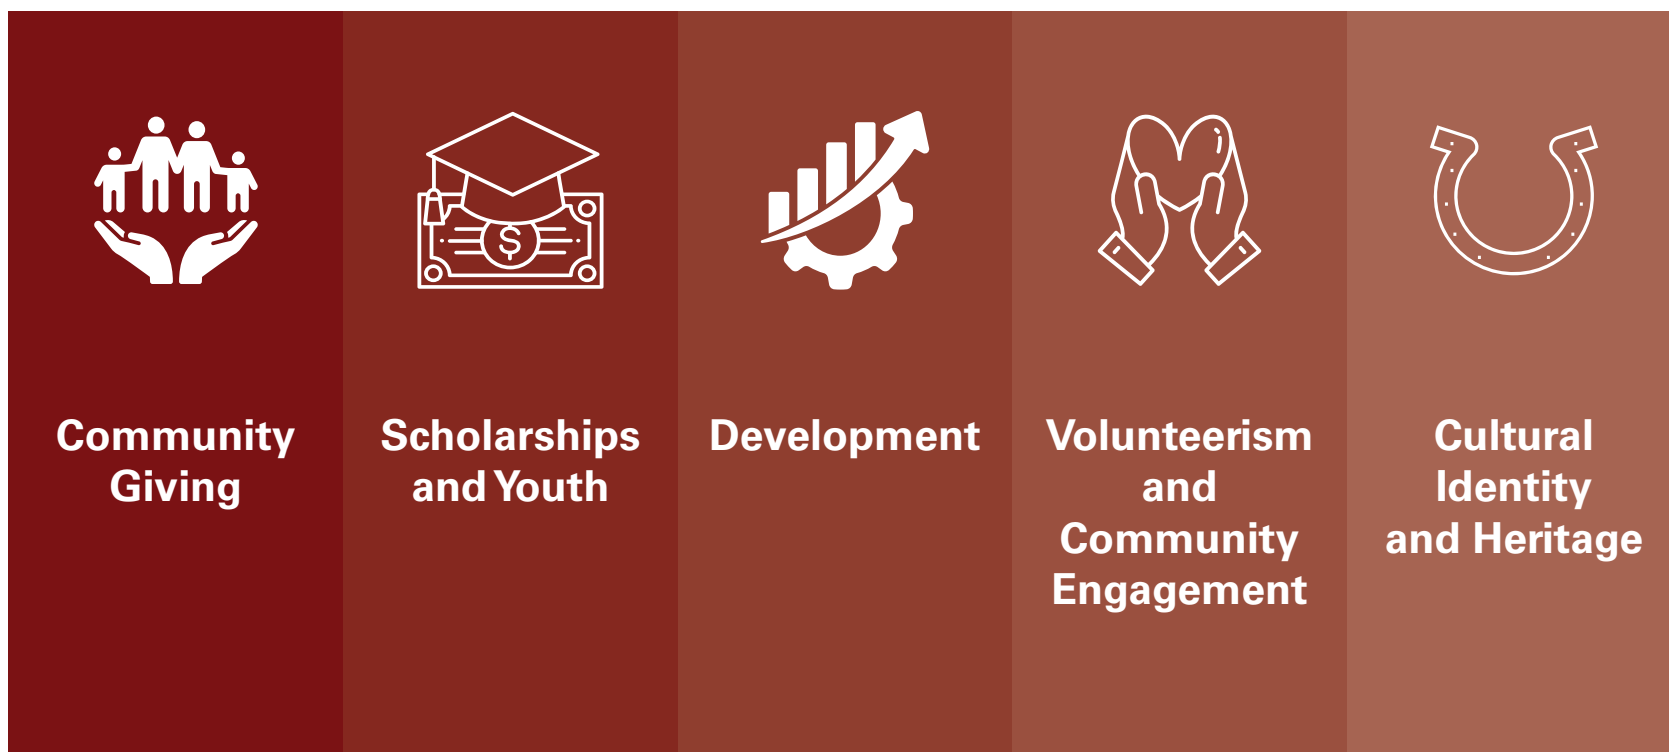 $
Community
Giving
Scholarships
and Youth
Development
Volunteerism
and
Community
Engagement
Cultural
Identity
and Heritage